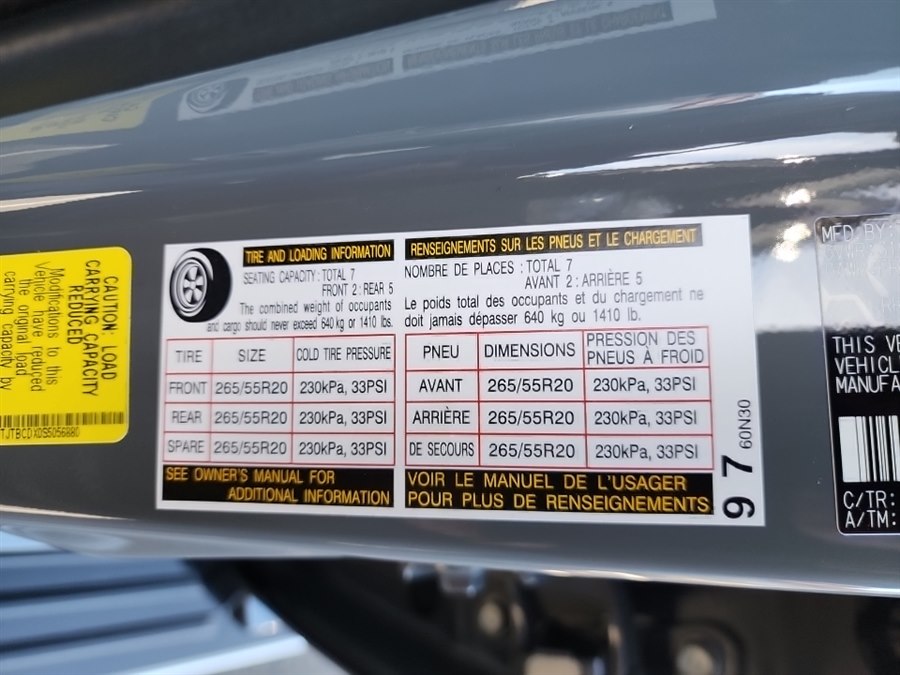 CAUTION: LOAD
CARRYING CAPACITY
REDUCED
Modifications to this
Vehicle have reduced
the original load
carrying capacity by
TIRE AND LOADING INFORMATION
SEATING CAPACITY : TOTAL 7
FRONT 2 : REAR 5
The combined weight of occupants
and cargo should never exceed 640 kg or 1410 lbs.
TIRE SIZE COLD TIRE PRESSURE
FRONT 265/55R20 230kPa, 33PSI
REAR 265/55R20 230kPa, 33PSI
SPARE 265/55R20 230kPa, 33PSI
SEE OWNER'S MANUAL FOR
ADDITIONAL INFORMATION
RENSEIGNEMENTS SUR LES PNEUS ET LE CHARGEMENT
NOMBRE DE PLACES : TOTAL 7
AVANT 2 : ARRIÈRE 5
Le poids total des occupants et du chargement ne
doit jamais dépasser 640 kg ou 1410 lb.
PNEU DIMENSIONS PRESSION DES
PNEUS À FROID
AVANT 265/55R20 230kPa, 33PSI
ARRIÈRE 265/55R20 230kPa, 33PSI
DE SECOURS 265/55R20 230kPa, 33PSI
VOIR LE MANUEL DE L'USAGER
POUR PLUS DE RENSEIGNEMENTS
97 60N30
MFD. BY:
THIS VE
VEHICL
MANUFA
C/TR:
A/TM: